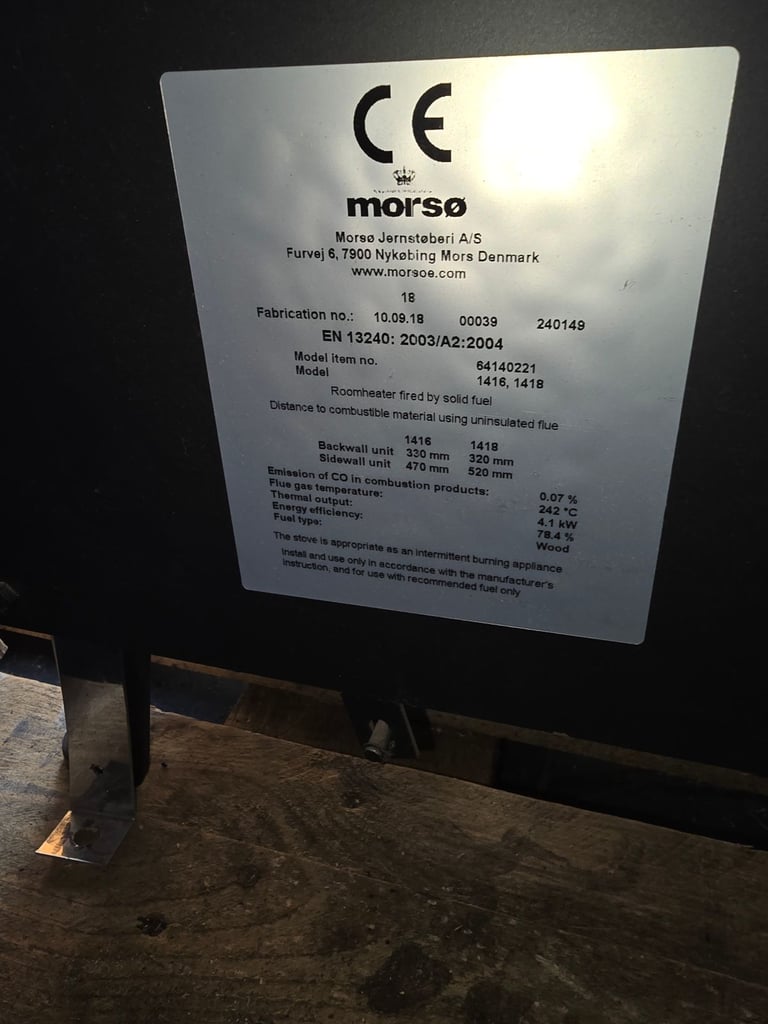 CE
morsø
Morsø Jernstøberi A/S
Furvej 6, 7900 Nykøbing Mors Denmark
www.morsoe.com
18
Fabrication no.: 10.09.18 00039 240149
EN 13240: 2003/A2:2004
Model item no. 64140221
Model 1416, 1418
Roomheater fired by solid fuel
Distance to combustible material using uninsulated flue
1416 1418
Backwall unit 330 mm 320 mm
Sidewall unit 470 mm 520 mm
Emission of CO in combustion products: 0.07 %
Flue gas temperature: 242 °C
Thermal output: 4.1 kW
Energy efficiency: 78.4 %
Fuel type: Wood
The stove is appropriate as an intermittent burning appliance
Install and use only in accordance with the manufacturer's
instruction, and for use with recommended fuel only